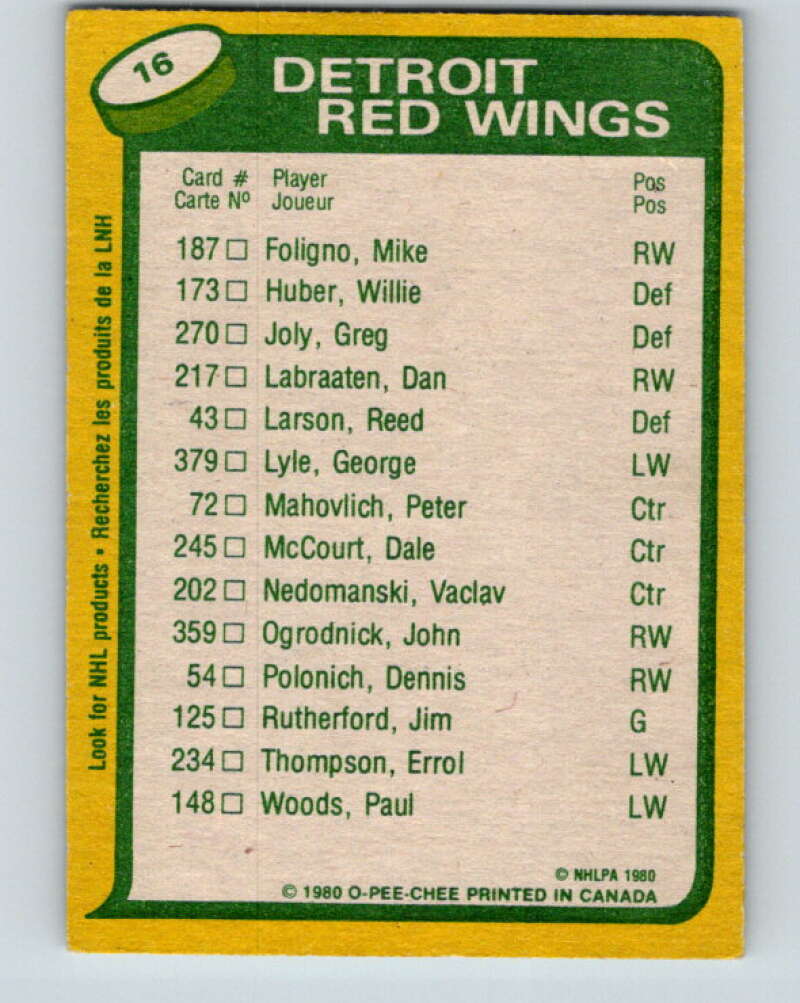 16
DETROIT
RED WINGS
Card # Player Pos
Carte Nº Joueur Pos
187 □ Foligno, Mike RW
173 □ Huber, Willie Def
270 □ Joly, Greg Def
217 □ Labraaten, Dan RW
43 □ Larson, Reed Def
379 □ Lyle, George LW
72 □ Mahovlich, Peter Ctr
245 □ McCourt, Dale Ctr
202 □ Nedomanski, Vaclav Ctr
359 □ Ogrodnick, John RW
54 □ Polonich, Dennis RW
125 □ Rutherford, Jim G
234 □ Thompson, Errol LW
148 □ Woods, Paul LW
© NHLPA 1980
© 1980 O-PEE-CHEE PRINTED IN CANADA
Look for NHL products • Recherchez les produits de la LNH